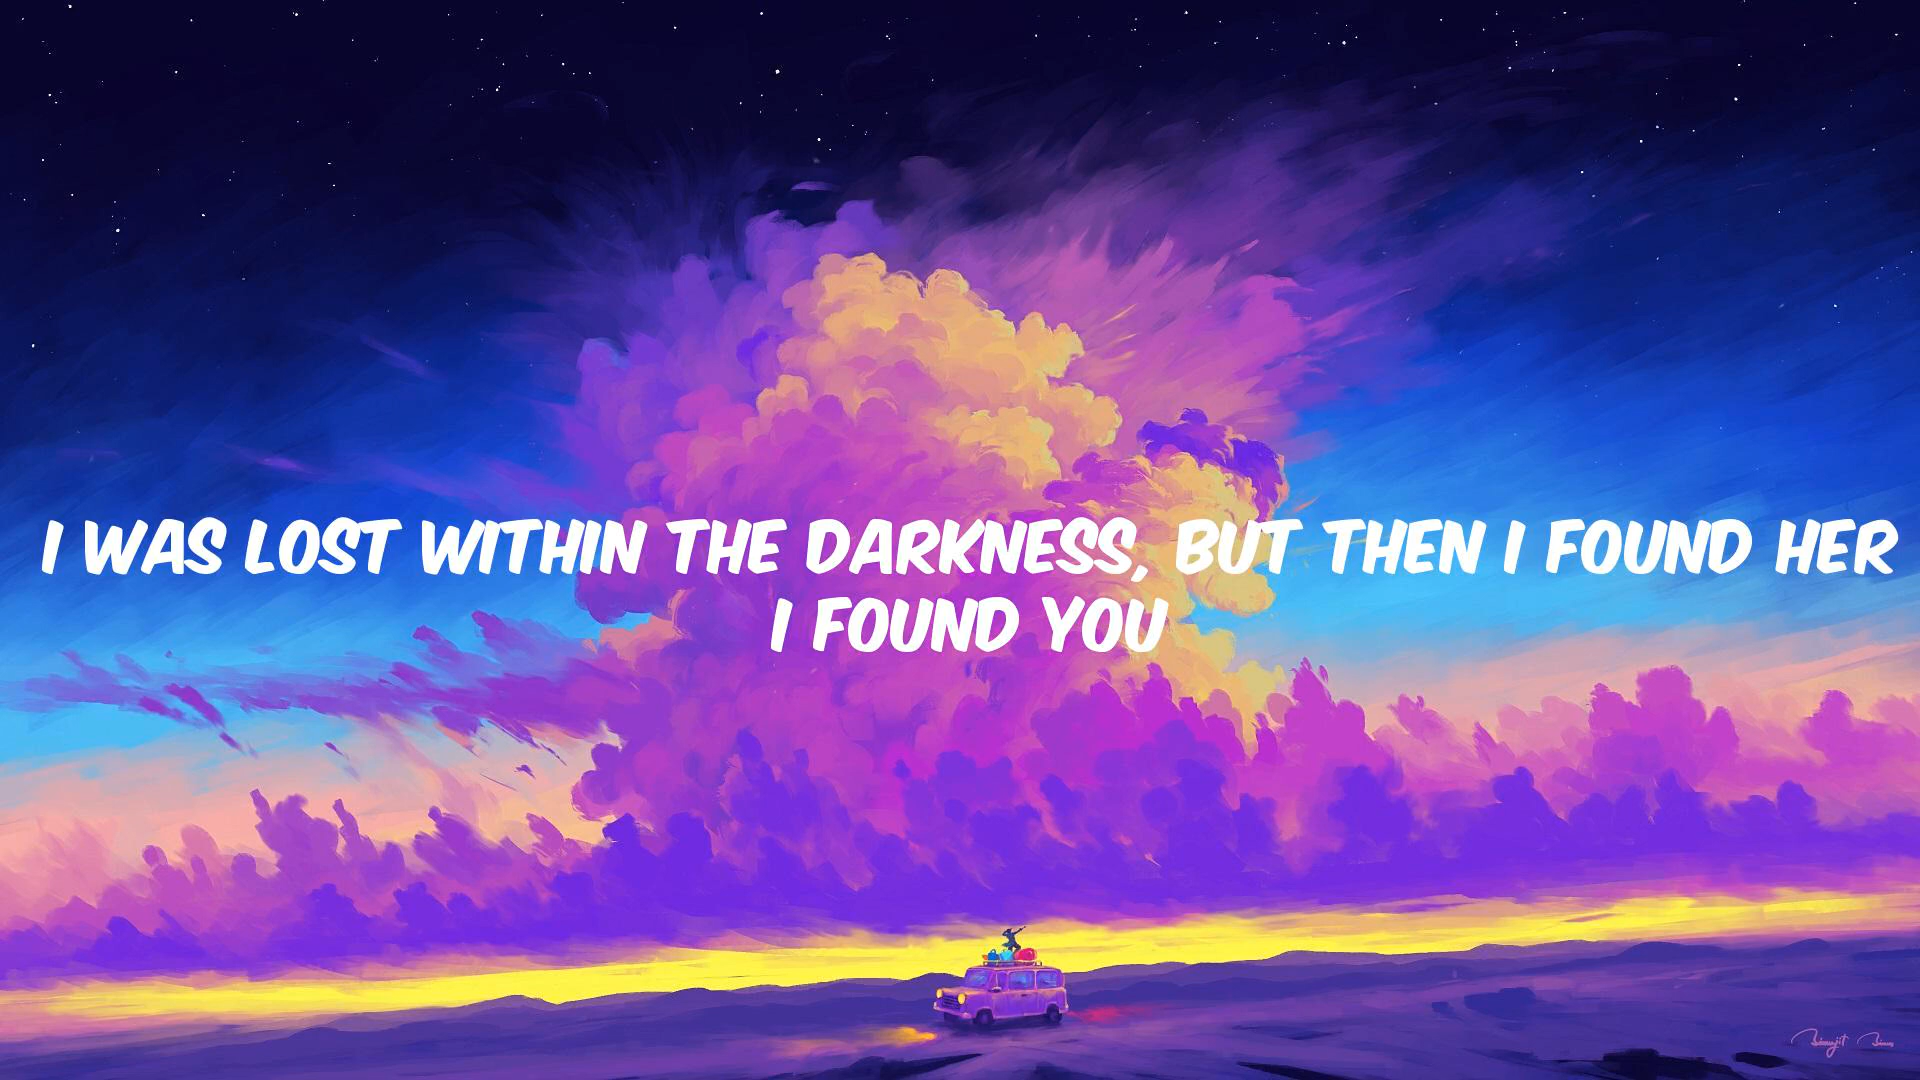 I WAS LOST WITHIN THE DARKNESS, BUT THEN I FOUND HER
I FOUND YOU